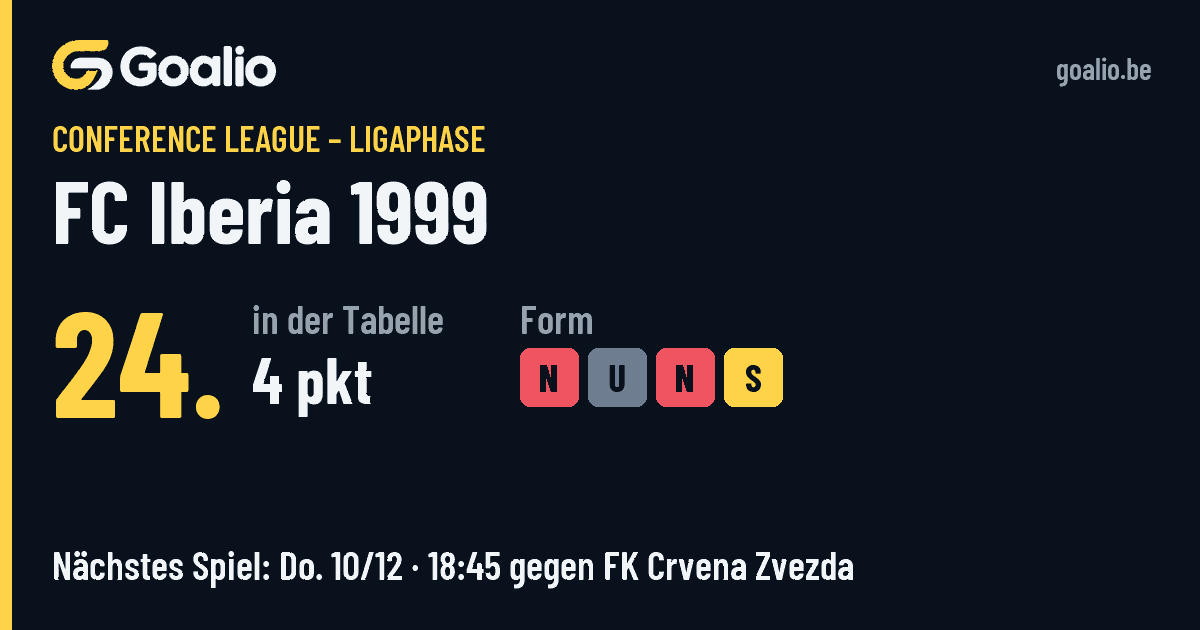 Goalio
goalio.be
CONFERENCE LEAGUE – LIGAPHASE
FC Iberia 1999
24.
in der Tabelle
4 pkt
Form
N U N S
Nächstes Spiel: Do. 10/12 · 18:45 gegen FK Crvena Zvezda